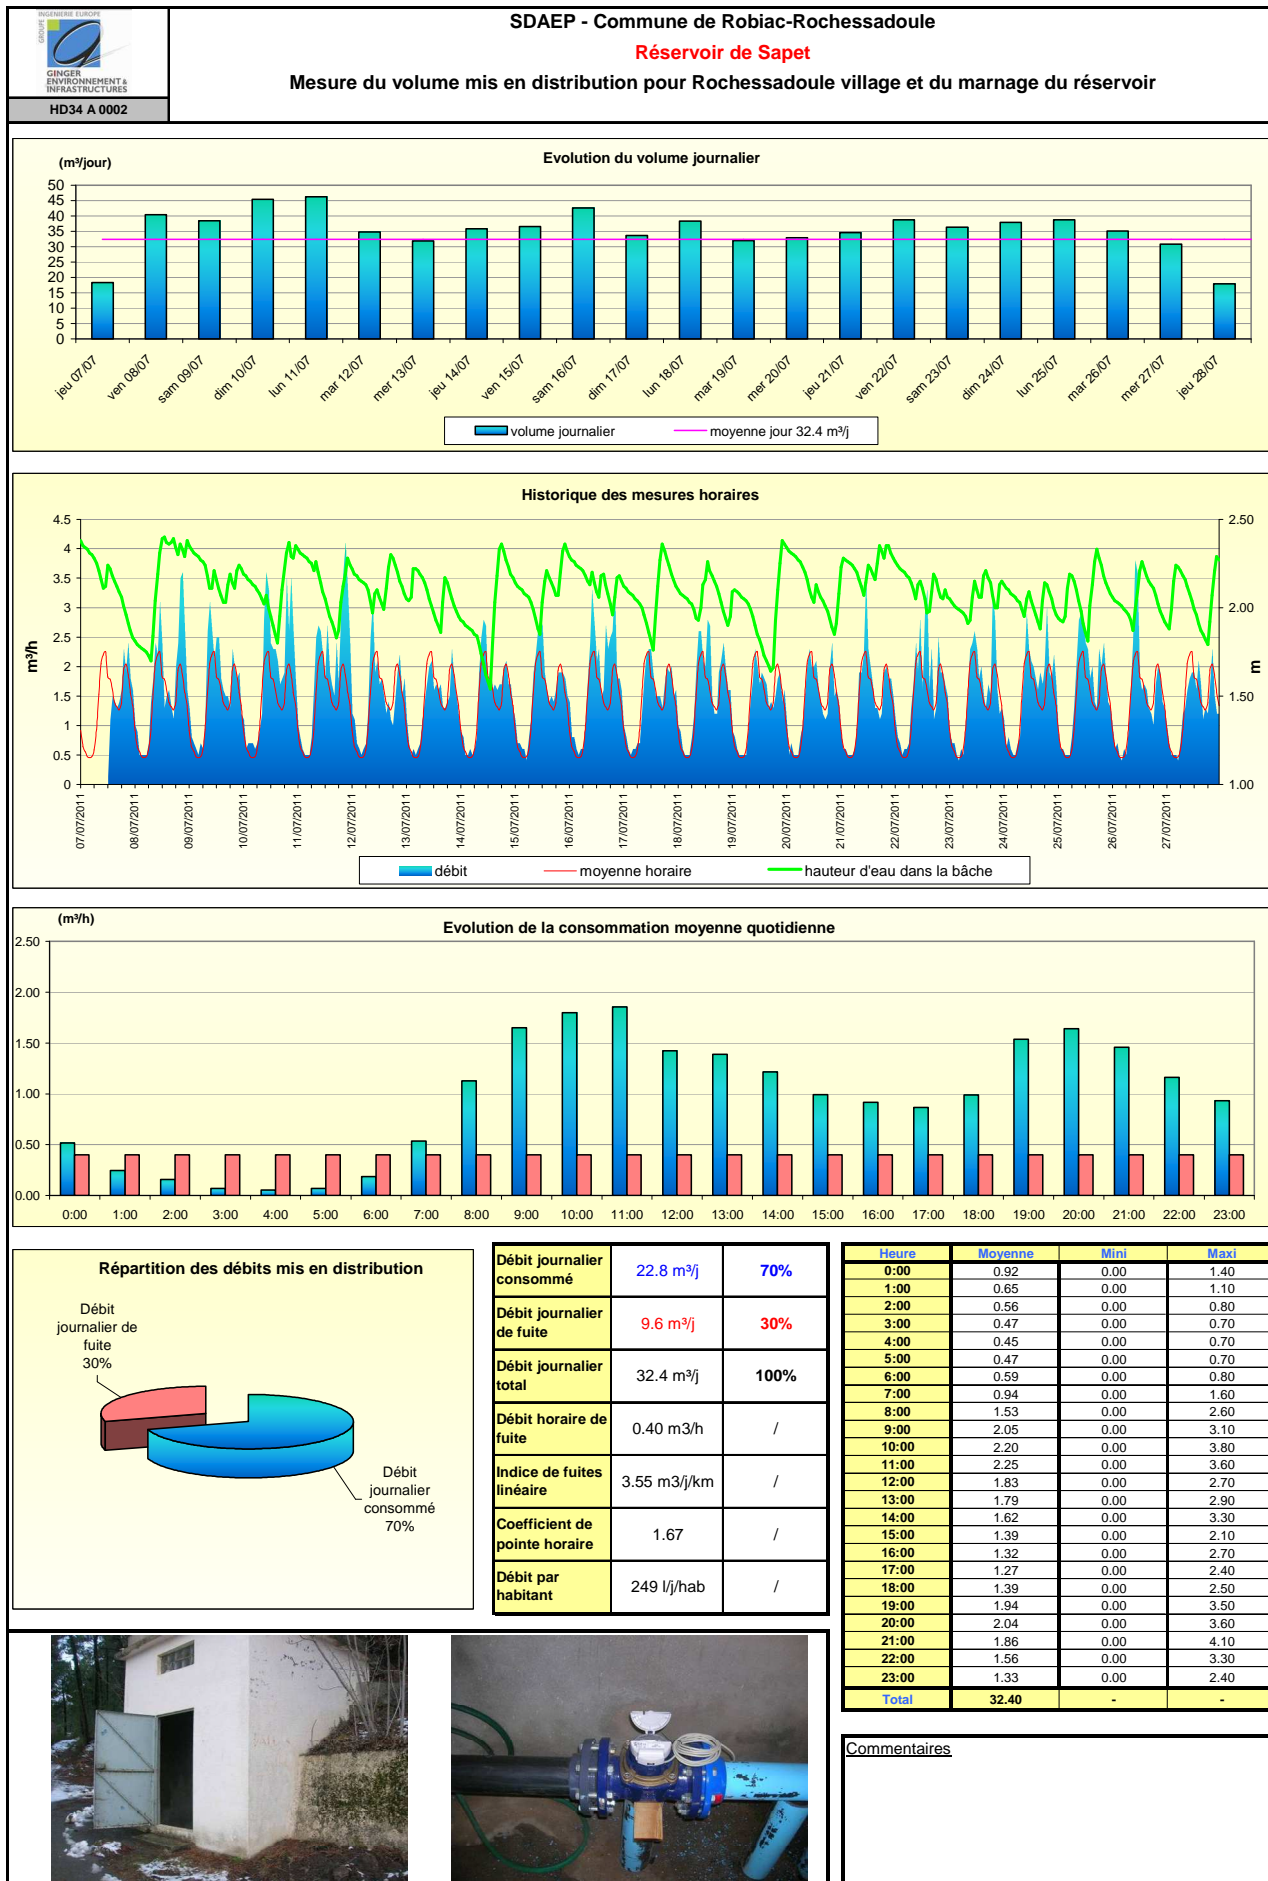 GROUPE INGENIERIE EUROPE
GINGER
ENVIRONNEMENT &
INFRASTRUCTURES
HD34 A 0002
SDAEP - Commune de Robiac-Rochessadoule
Réservoir de Sapet
Mesure du volume mis en distribution pour Rochessadoule village et du marnage du réservoir
(m³/jour)
Evolution du volume journalier
50
45
40
35
30
25
20
15
10
5
0
jeu 07/07 ven 08/07 sam 09/07 dim 10/07 lun 11/07 mar 12/07 mer 13/07 jeu 14/07 ven 15/07 sam 16/07 dim 17/07 lun 18/07 mar 19/07 mer 20/07 jeu 21/07 ven 22/07 sam 23/07 dim 24/07 lun 25/07 mar 26/07 mer 27/07 jeu 28/07
volume journalier moyenne jour 32.4 m³/j
Historique des mesures horaires
4.5 2.50
4
3.5
3 2.00
2.5
2
1.5 1.50
1
0.5
0 1.00
m³/h
m
07/07/2011 08/07/2011 09/07/2011 10/07/2011 11/07/2011 12/07/2011 13/07/2011 14/07/2011 15/07/2011 16/07/2011 17/07/2011 18/07/2011 19/07/2011 20/07/2011 21/07/2011 22/07/2011 23/07/2011 24/07/2011 25/07/2011 26/07/2011 27/07/2011
débit moyenne horaire hauteur d'eau dans la bâche
(m³/h)
Evolution de la consommation moyenne quotidienne
2.50
2.00
1.50
1.00
0.50
0.00
0:00 1:00 2:00 3:00 4:00 5:00 6:00 7:00 8:00 9:00 10:00 11:00 12:00 13:00 14:00 15:00 16:00 17:00 18:00 19:00 20:00 21:00 22:00 23:00
Répartition des débits mis en distribution
Débit
journalier de
fuite
30%
Débit
journalier
consommé
70%
Débit journalier
consommé 22.8 m³/j 70%
Débit journalier
de fuite 9.6 m³/j 30%
Débit journalier
total 32.4 m³/j 100%
Débit horaire de
fuite 0.40 m3/h /
Indice de fuites
linéaire 3.55 m3/j/km /
Coefficient de
pointe horaire 1.67 /
Débit par
habitant 249 l/j/hab /
Heure Moyenne Mini Maxi
0:00 0.92 0.00 1.40
1:00 0.65 0.00 1.10
2:00 0.56 0.00 0.80
3:00 0.47 0.00 0.70
4:00 0.45 0.00 0.70
5:00 0.47 0.00 0.70
6:00 0.59 0.00 0.80
7:00 0.94 0.00 1.60
8:00 1.53 0.00 2.60
9:00 2.05 0.00 3.10
10:00 2.20 0.00 3.80
11:00 2.25 0.00 3.60
12:00 1.83 0.00 2.70
13:00 1.79 0.00 2.90
14:00 1.62 0.00 3.30
15:00 1.39 0.00 2.10
16:00 1.32 0.00 2.70
17:00 1.27 0.00 2.40
18:00 1.39 0.00 2.50
19:00 1.94 0.00 3.50
20:00 2.04 0.00 3.60
21:00 1.86 0.00 4.10
22:00 1.56 0.00 3.30
23:00 1.33 0.00 2.40
Total 32.40 - -
Commentaires